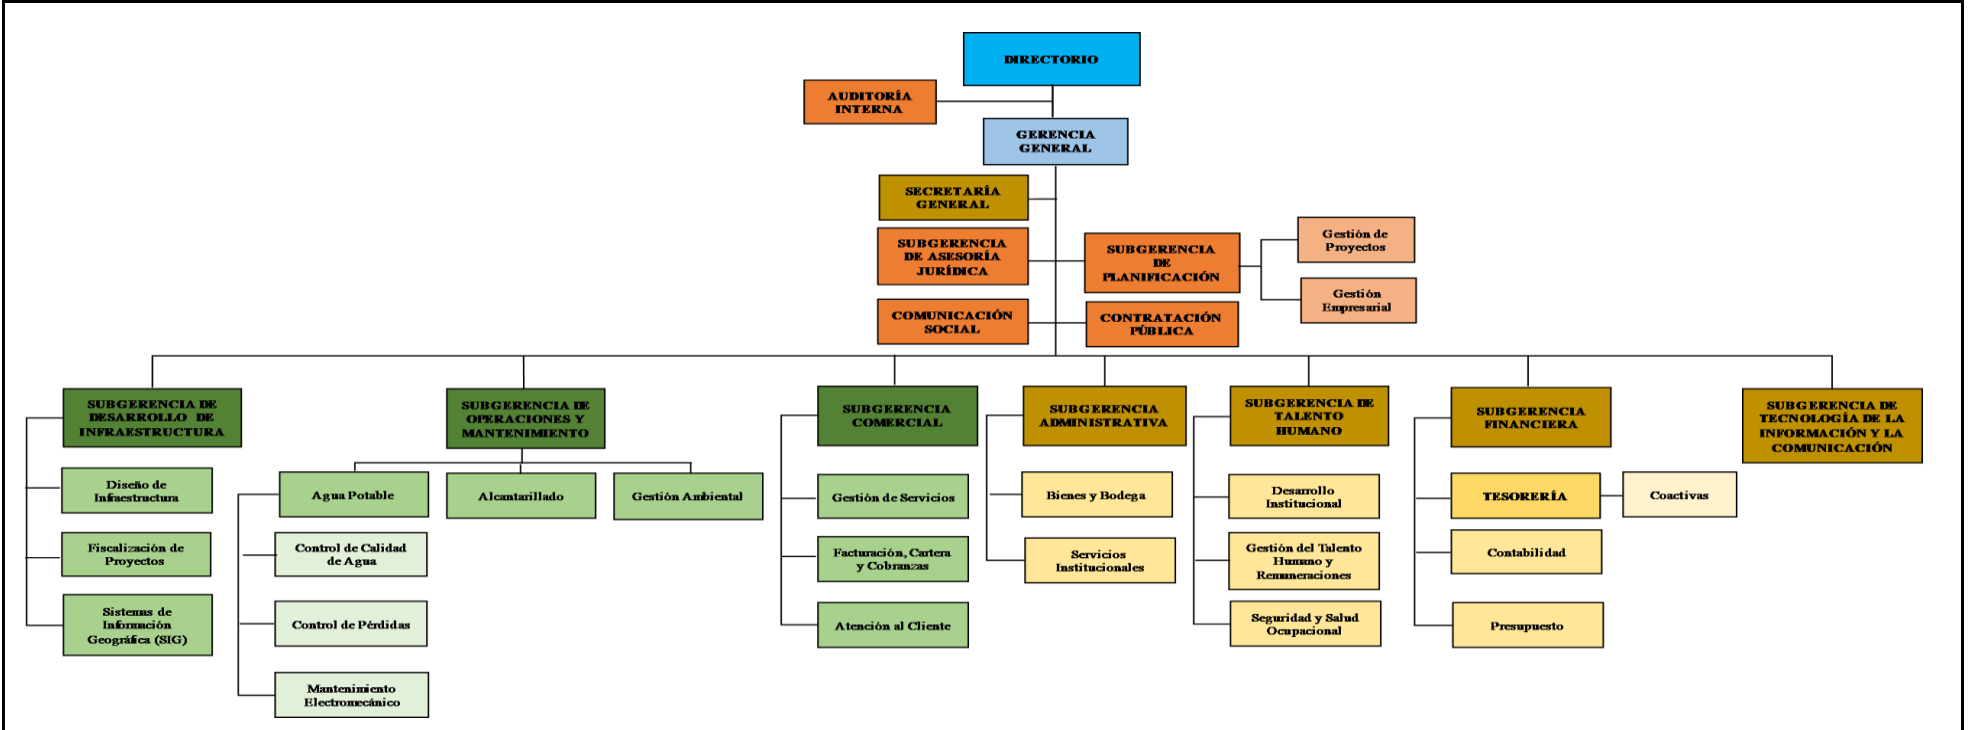 DIRECTORIO
AUDITORÍA
INTERNA
GERENCIA
GENERAL
SECRETARÍA
GENERAL
SUBGERENCIA
DE ASESORÍA
JURÍDICA
SUBGERENCIA
DE
PLANIFICACIÓN
Gestión de
Proyectos
Gestión
Empresarial
COMUNICACIÓN
SOCIAL
CONTRATACIÓN
PÚBLICA
SUBGERENCIA DE
DESARROLLO DE
INFRAESTRUCTURA
SUBGERENCIA DE
OPERACIONES Y
MANTENIMIENTO
SUBGERENCIA
COMERCIAL
SUBGERENCIA
ADMINISTRATIVA
SUBGERENCIA DE
TALENTO
HUMANO
SUBGERENCIA
FINANCIERA
SUBGERENCIA DE
TECNOLOGÍA DE LA
INFORMACIÓN Y LA
COMUNICACIÓN
Diseño de
Infraestructura
Fiscalización de
Proyectos
Sistemas de
Información
Geográfica (SIG)
Agua Potable
Alcantarillado
Gestión Ambiental
Control de Calidad
de Agua
Control de Pérdidas
Mantenimiento
Electromecánico
Gestión de Servicios
Facturación, Cartera
y Cobranzas
Atención al Cliente
Bienes y Bodega
Servicios
Institucionales
Desarrollo
Institucional
Gestión del Talento
Humano y
Remuneraciones
Seguridad y Salud
Ocupacional
TESORERÍA
Coactivas
Contabilidad
Presupuesto